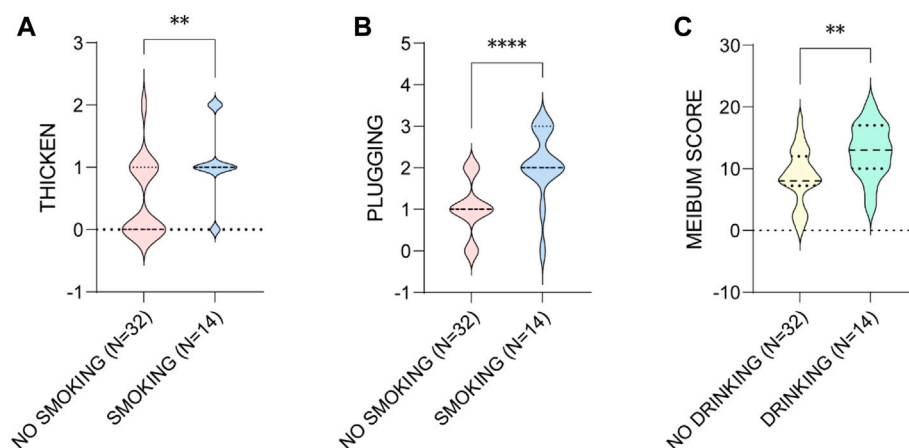 A
**
THICKEN
3
2
1
0
-1
NO SMOKING (N=32)
SMOKING (N=14)
B
****
PLUGGING
5
4
3
2
1
0
-1
NO SMOKING (N=32)
SMOKING (N=14)
C
**
MEIBUM SCORE
30
20
10
0
-10
NO DRINKING (N=32)
DRINKING (N=14)